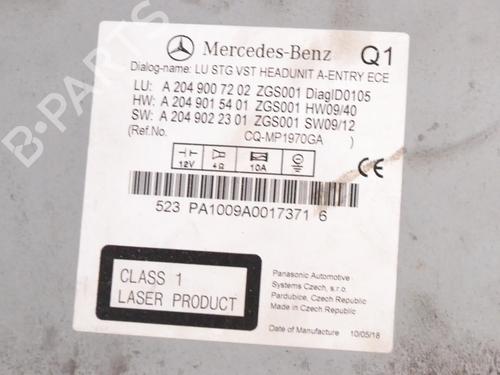 Mercedes-Benz Q1
Dialog-name: LU STG VST HEADUNIT A-ENTRY ECE
LU: A 204 900 72 02 ZGS001 DiagID0105
HW: A 204 901 54 01 ZGS001 HW09/40
SW: A 204 902 23 01 ZGS001 SW09/12
(Ref.No. CQ-MP1970GA )
12V 4Ω 10A
CE
523 PA1009A0017371 6
CLASS 1
LASER PRODUCT
Panasonic Automotive
Systems Czech, s.r.o.
Pardubice, Czech Republic
Made in Czech Republic
Date of Manufacture 10/05/18
B-PARTS